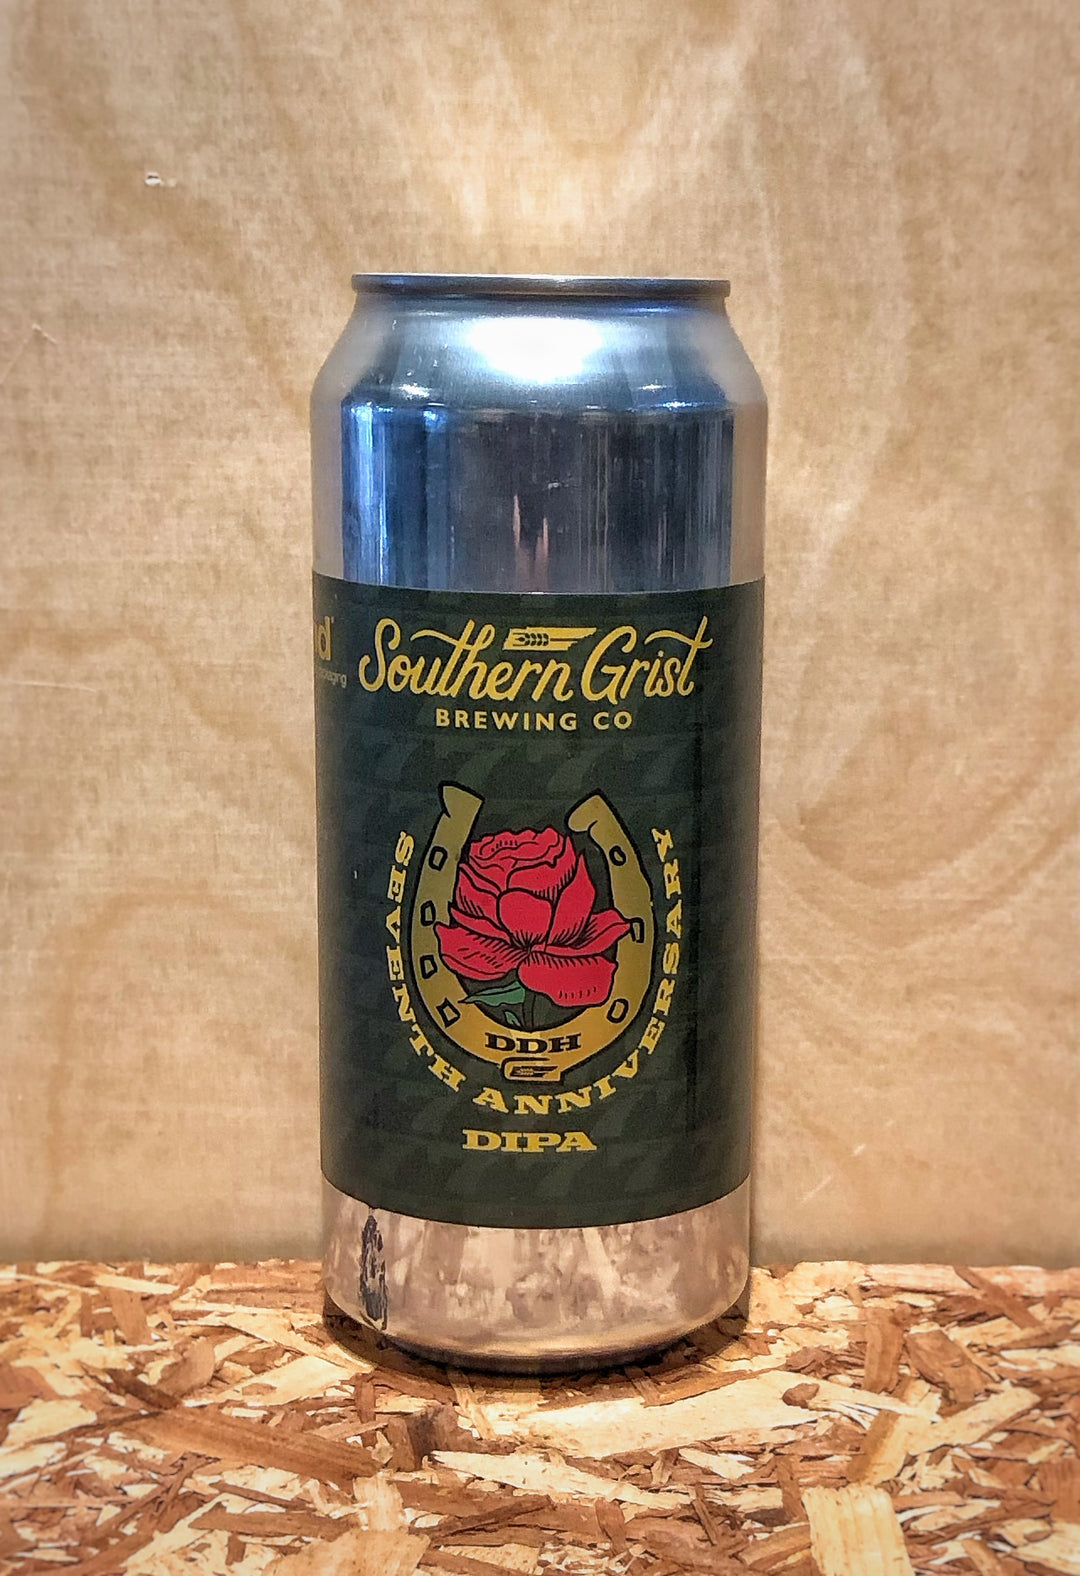 Southern Grist
BREWING CO
DDH
SEVENTH ANNIVERSARY
DIPA